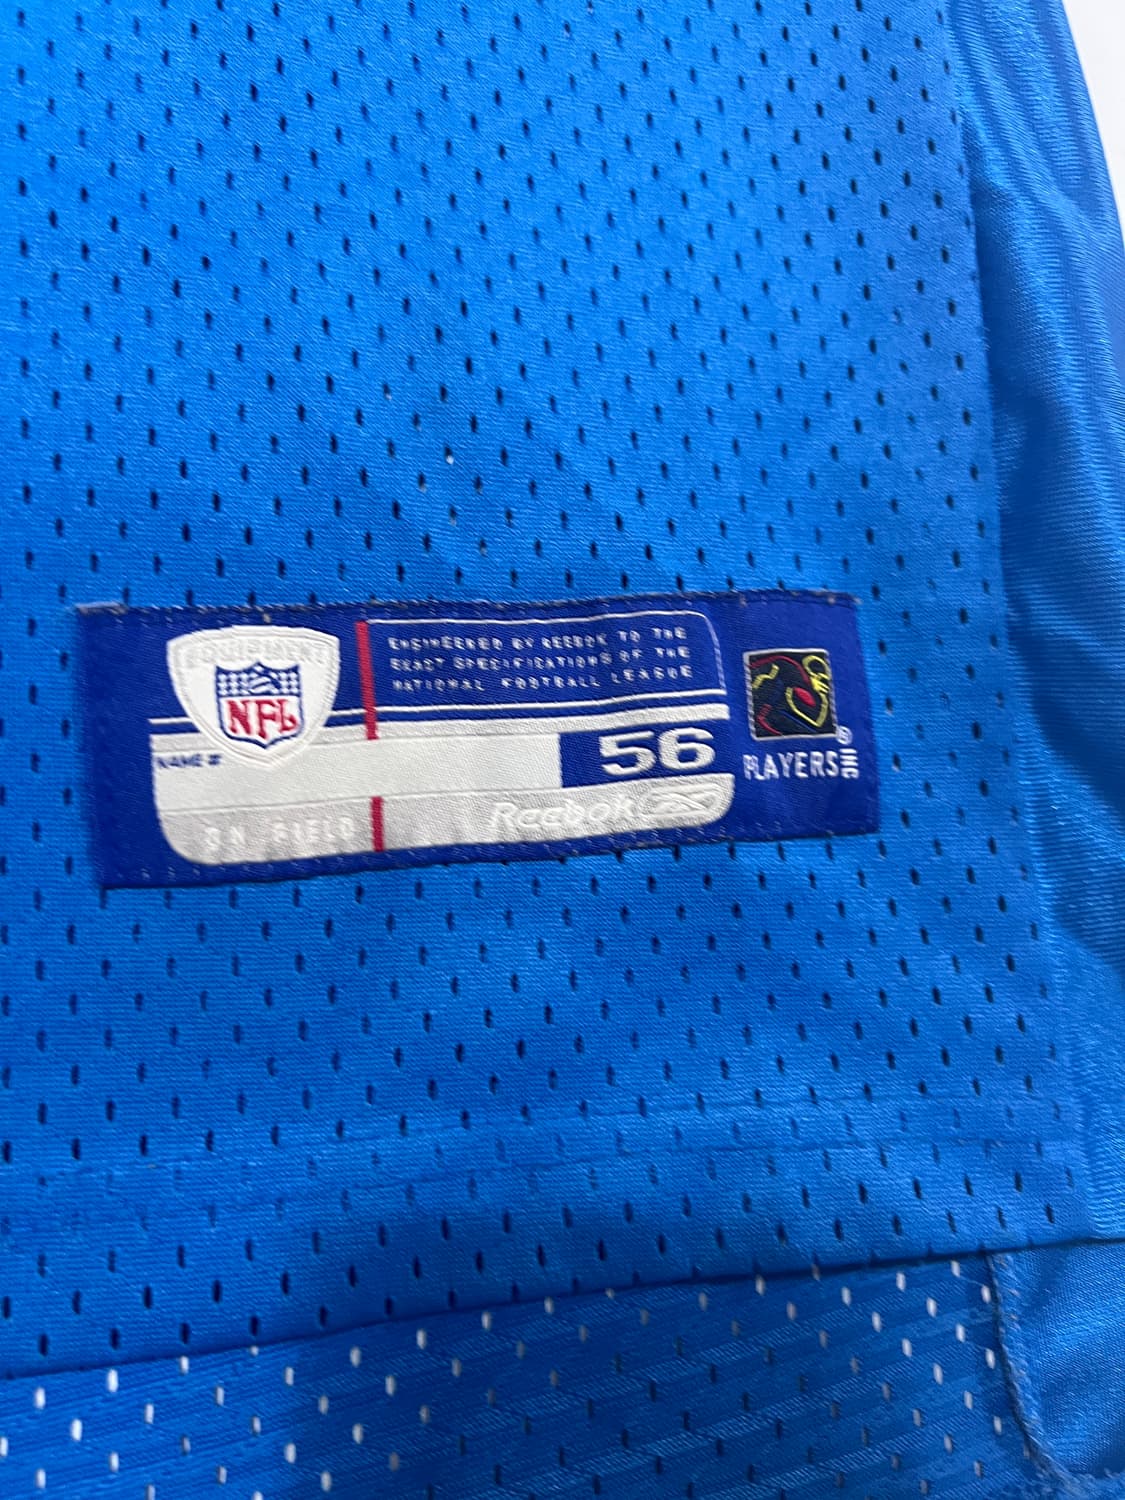 EQUIPMENT
NFL
ENGINEERED BY REEBOK TO THE
EXACT SPECIFICATIONS OF THE
NATIONAL FOOTBALL LEAGUE
NAME #
56
ON FIELD
Reebok
PLAYERS INC ®